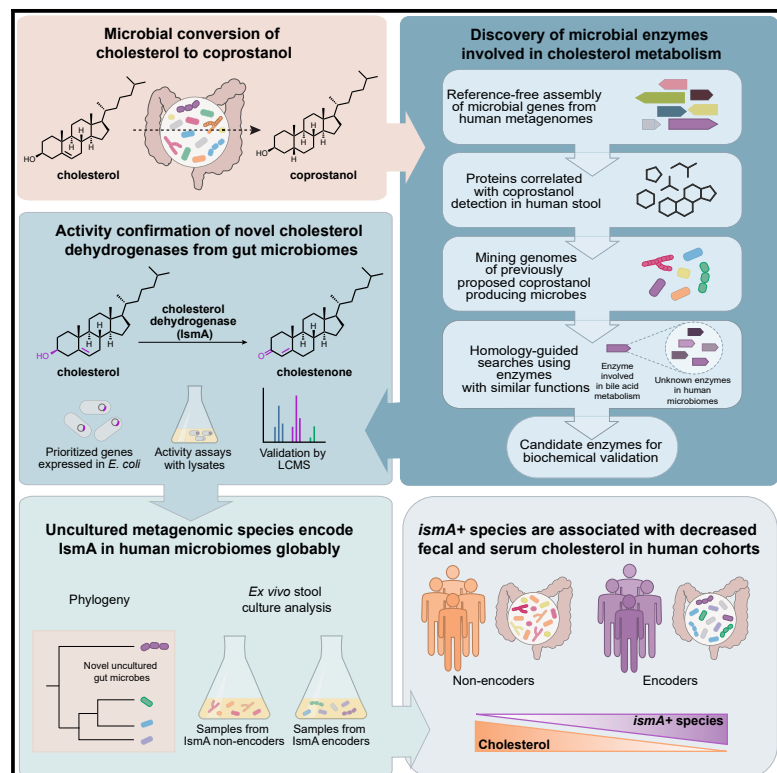 Microbial conversion of
cholesterol to coprostanol
HO
H
H
H
cholesterol
HO
H
H
H
H
coprostanol
Discovery of microbial enzymes
involved in cholesterol metabolism
Reference-free assembly
of microbial genes from
human metagenomes
Proteins correlated
with coprostanol
detection in human stool
Mining genomes
of previously
proposed coprostanol
producing microbes
Homology-guided
searches using
enzymes
with similar functions
Enzyme
involved
in bile acid
metabolism
Unknown enzymes
in human
microbiomes
Candidate enzymes for
biochemical validation
Activity confirmation of novel cholesterol
dehydrogenases from gut microbiomes
HO
H
H
H
cholesterol
cholesterol
dehydrogenase
(IsmA)
O
H
H
H
cholestenone
Prioritized genes
expressed in E. coli
Activity assays
with lysates
Validation by
LCMS
Uncultured metagenomic species encode
IsmA in human microbiomes globally
Phylogeny
Novel uncultured
gut microbes
Ex vivo stool
culture analysis
Samples from
IsmA non-encoders
Samples from
IsmA encoders
ismA+ species are associated with decreased
fecal and serum cholesterol in human cohorts
Non-encoders
Encoders
ismA+ species
Cholesterol